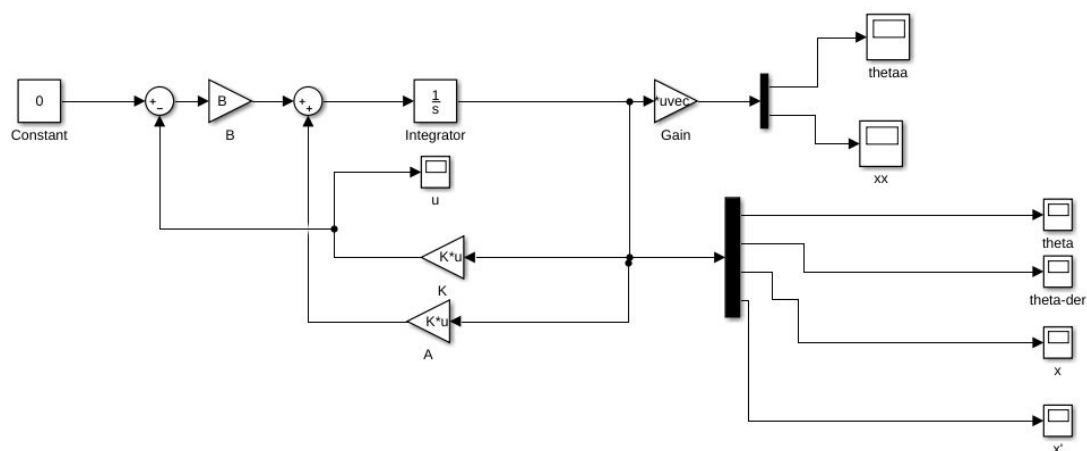 thetaa
0
+
−
B
+
+
1
s
*uvec
Constant
B
Integrator
Gain
xx
u
theta
K*u
K
theta-der
K*u
A
x
x'